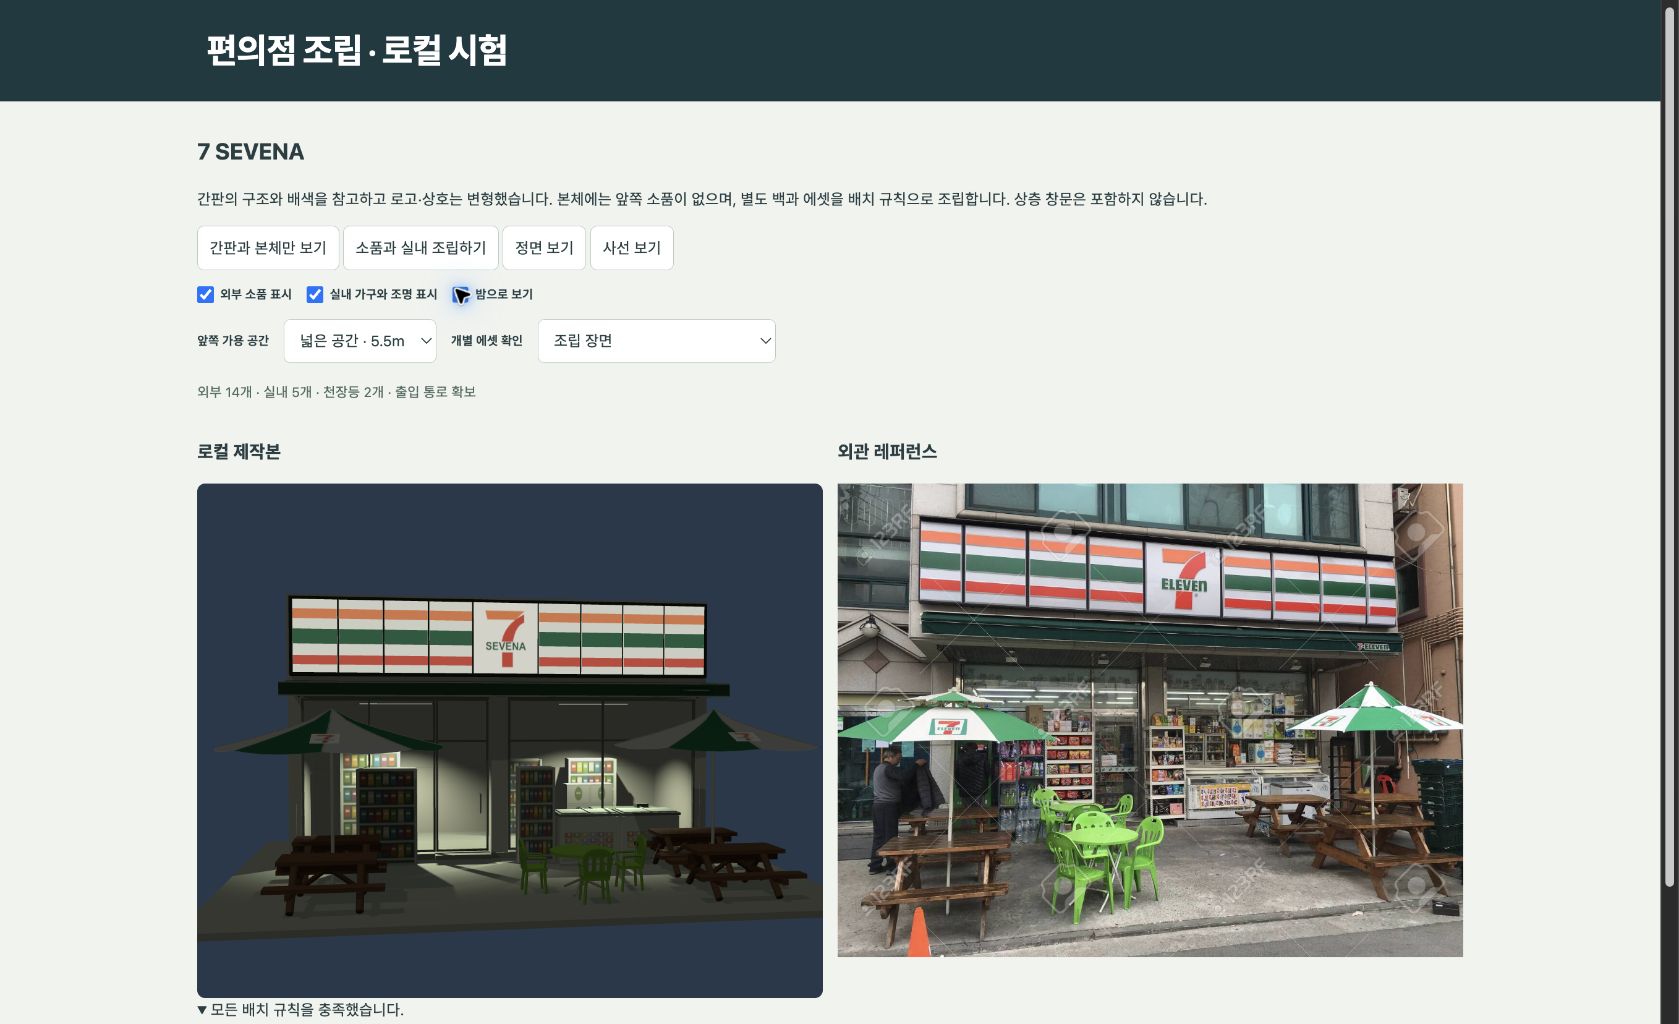 편의점 조립 · 로컬 시험
7 SEVENA
간판의 구조와 배색을 참고하고 로고·상호는 변형했습니다. 본체에는 앞쪽 소품이 없으며, 별도 백과 에셋을 배치 규칙으로 조립합니다. 상층 창문은 포함하지 않습니다.
간판과 본체만 보기
소품과 실내 조립하기
정면 보기
사선 보기
외부 소품 표시
실내 가구와 조명 표시
밤으로 보기
앞쪽 가용 공간
넓은 공간 · 5.5m
개별 에셋 확인
조립 장면
외부 14개 · 실내 5개 · 천장등 2개 · 출입 통로 확보
로컬 제작본
7
SEVENA
외관 레퍼런스
7
ELEVEn
7-ELEVEn
123RF
▾ 모든 배치 규칙을 충족했습니다.